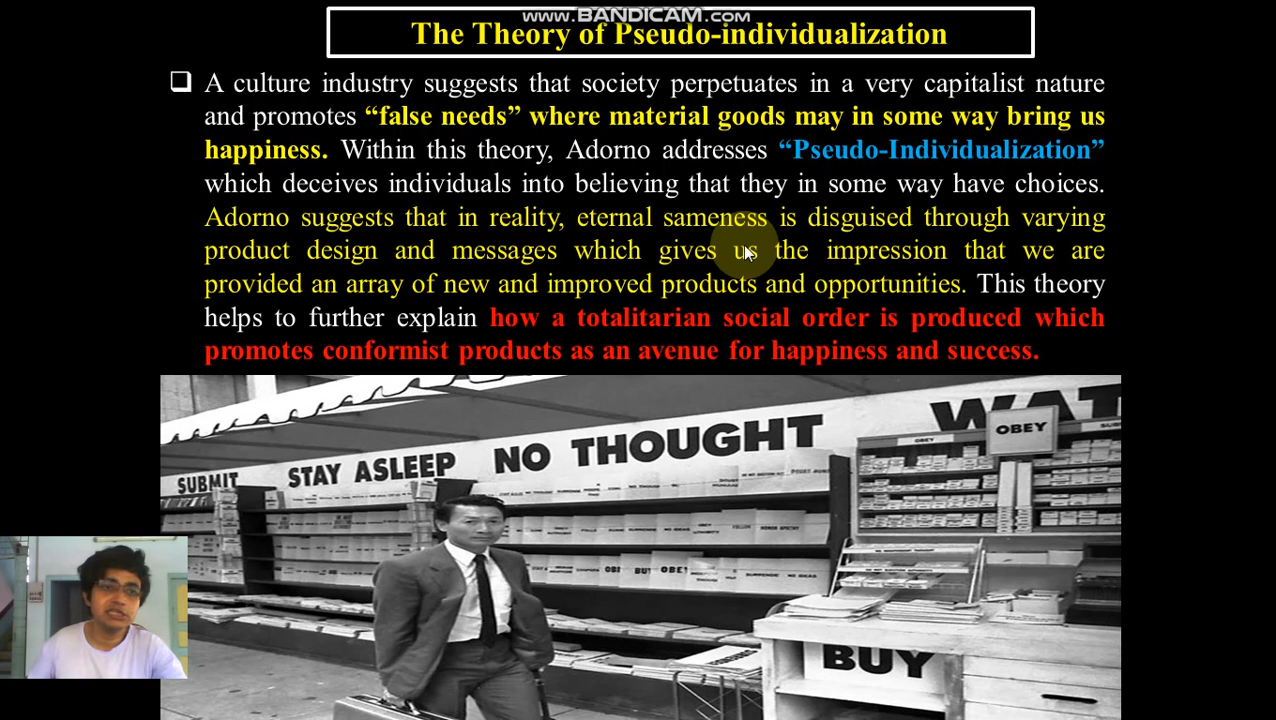 www.BANDICAM.com
The Theory of Pseudo-individualization
A culture industry suggests that society perpetuates in a very capitalist nature
and promotes “false needs” where material goods may in some way bring us
happiness. Within this theory, Adorno addresses “Pseudo-Individualization”
which deceives individuals into believing that they in some way have choices.
Adorno suggests that in reality, eternal sameness is disguised through varying
product design and messages which gives us the impression that we are
provided an array of new and improved products and opportunities. This theory
helps to further explain how a totalitarian social order is produced which
promotes conformist products as an avenue for happiness and success.
SUBMIT STAY ASLEEP NO THOUGHT WAT
OBEY
OBEY
BUY